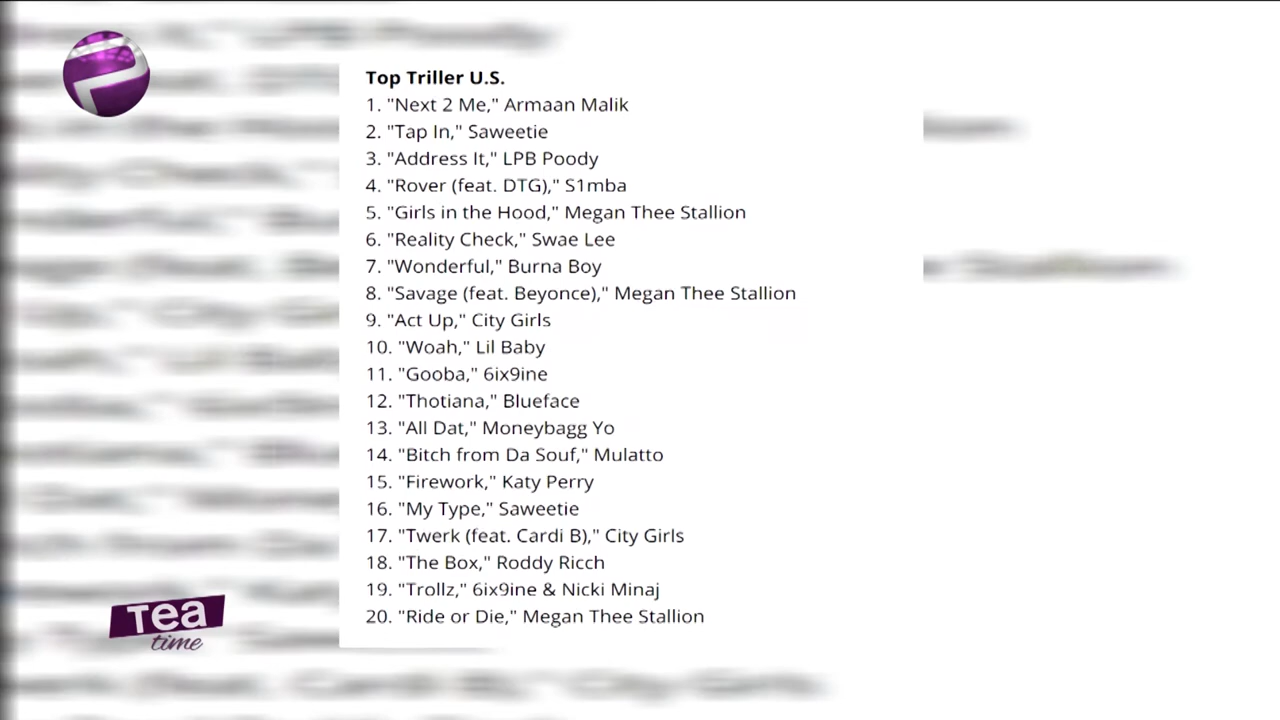 Top Triller U.S.
1. "Next 2 Me," Armaan Malik
2. "Tap In," Saweetie
3. "Address It," LPB Poody
4. "Rover (feat. DTG)," S1mba
5. "Girls in the Hood," Megan Thee Stallion
6. "Reality Check," Swae Lee
7. "Wonderful," Burna Boy
8. "Savage (feat. Beyonce)," Megan Thee Stallion
9. "Act Up," City Girls
10. "Woah," Lil Baby
11. "Gooba," 6ix9ine
12. "Thotiana," Blueface
13. "All Dat," Moneybagg Yo
14. "Bitch from Da Souf," Mulatto
15. "Firework," Katy Perry
16. "My Type," Saweetie
17. "Twerk (feat. Cardi B)," City Girls
18. "The Box," Roddy Ricch
19. "Trollz," 6ix9ine & Nicki Minaj
20. "Ride or Die," Megan Thee Stallion
Tea
time